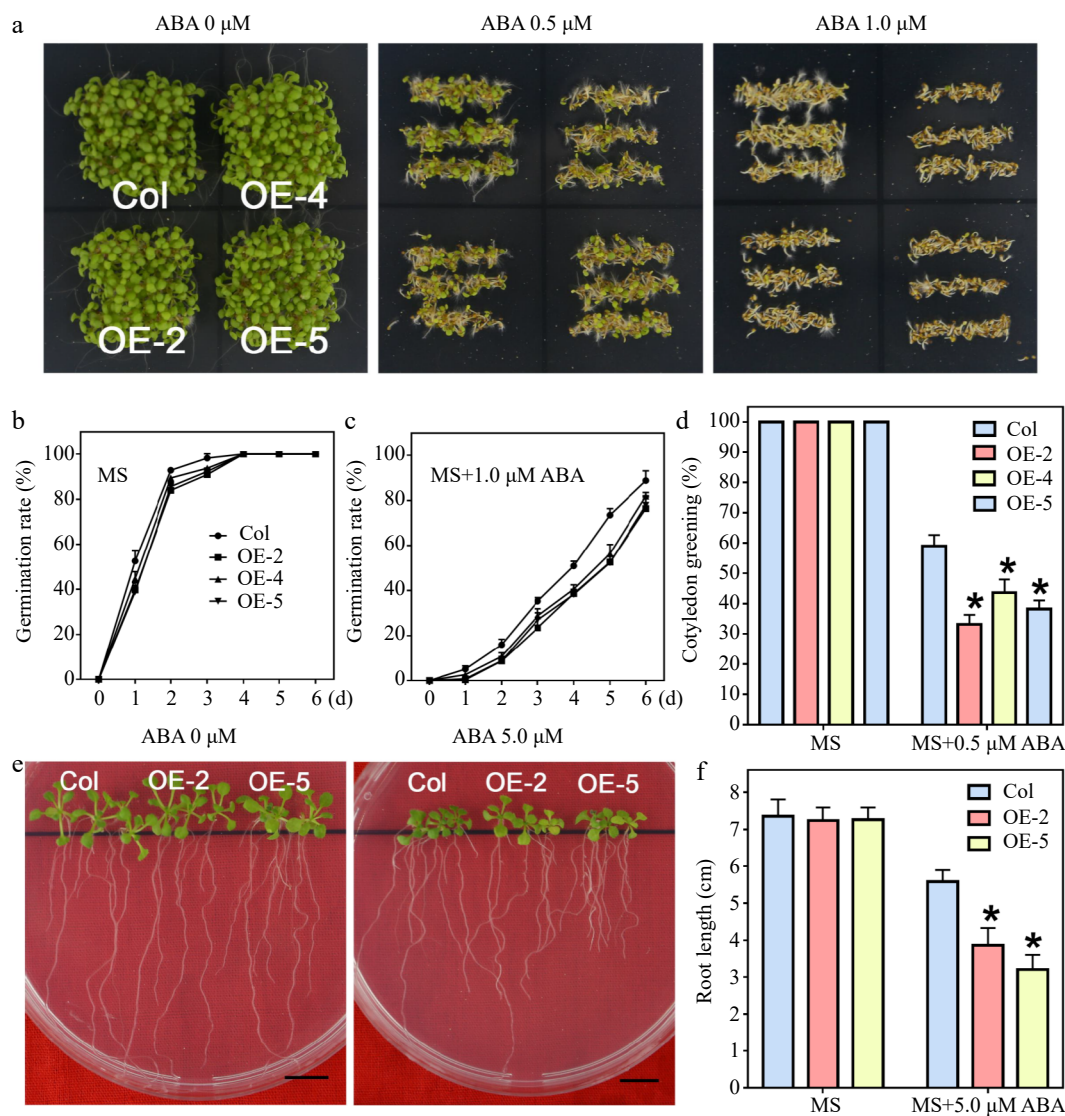 a
ABA 0 μM
ABA 0.5 μM
ABA 1.0 μM
Col
OE-4
OE-2
OE-5
b
Germination rate (%)
100
80
60
40
20
0
MS
Col
OE-2
OE-4
OE-5
0 1 2 3 4 5 6 (d)
c
Germination rate (%)
100
80
60
40
20
0
MS+1.0 μM ABA
0 1 2 3 4 5 6 (d)
d
Cotyledon greening (%)
100
90
80
70
60
50
40
30
20
10
0
Col
OE-2
OE-4
OE-5
* * *
MS
MS+0.5 μM ABA
e
ABA 0 μM
ABA 5.0 μM
Col OE-2 OE-5
Col OE-2 OE-5
f
Root length (cm)
8
7
6
5
4
3
2
1
0
Col
OE-2
OE-5
* *
MS
MS+5.0 μM ABA